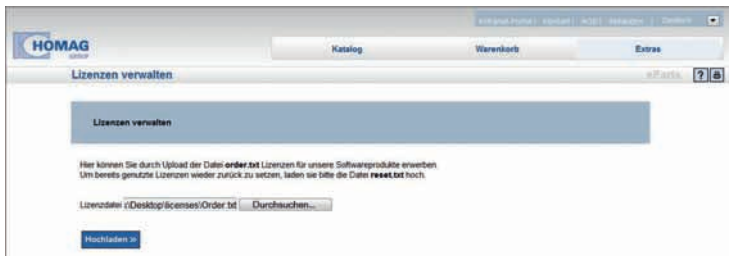 HOMAG
GROUP
Katalog Warenkorb Extras
Lizenzen verwalten eParts ?
Lizenzen verwalten
Hier können Sie durch Upload der Datei order.txt Lizenzen für unsere Softwareprodukte erwerben.
Um bereits genutzte Lizenzen wieder zurück zu setzen, laden sie bitte die Datei reset.txt hoch.
Lizenzdatei r\Desktop\licenses\Order.txt Durchsuchen...
Hochladen »